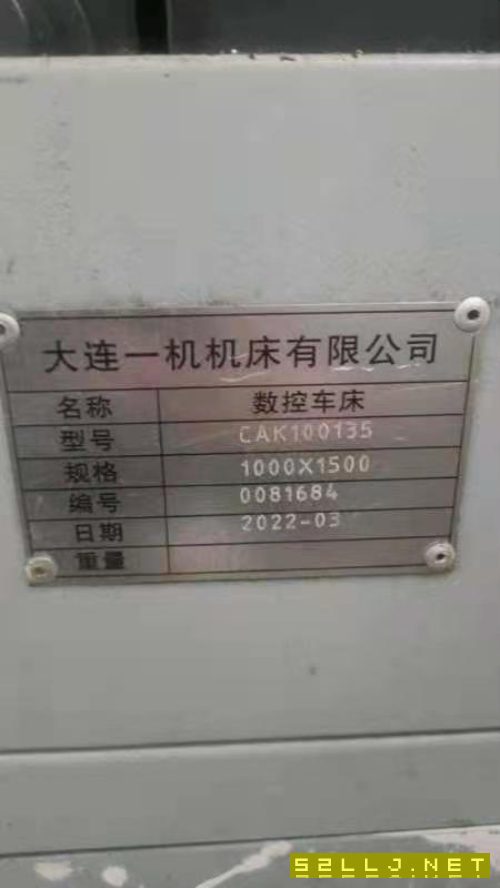 大连一机机床有限公司
名称 数控车床
型号 CAK100135
规格 1000X1500
编号 0081684
日期 2022-03
重量
52LLJ.NET